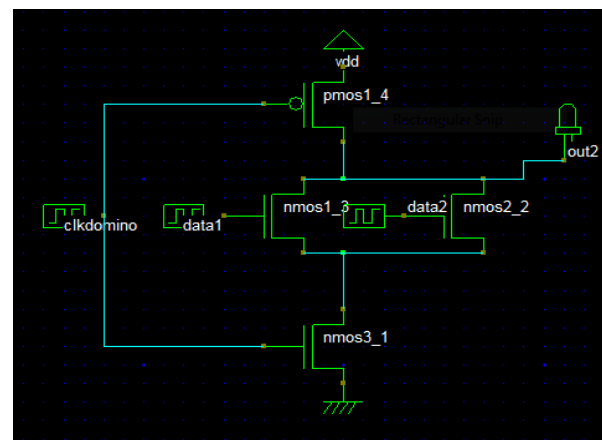 vdd
pmos1_4
Rectangular Snip
out2
nmos1_3
data2
nmos2_2
clkdomino
data1
nmos3_1